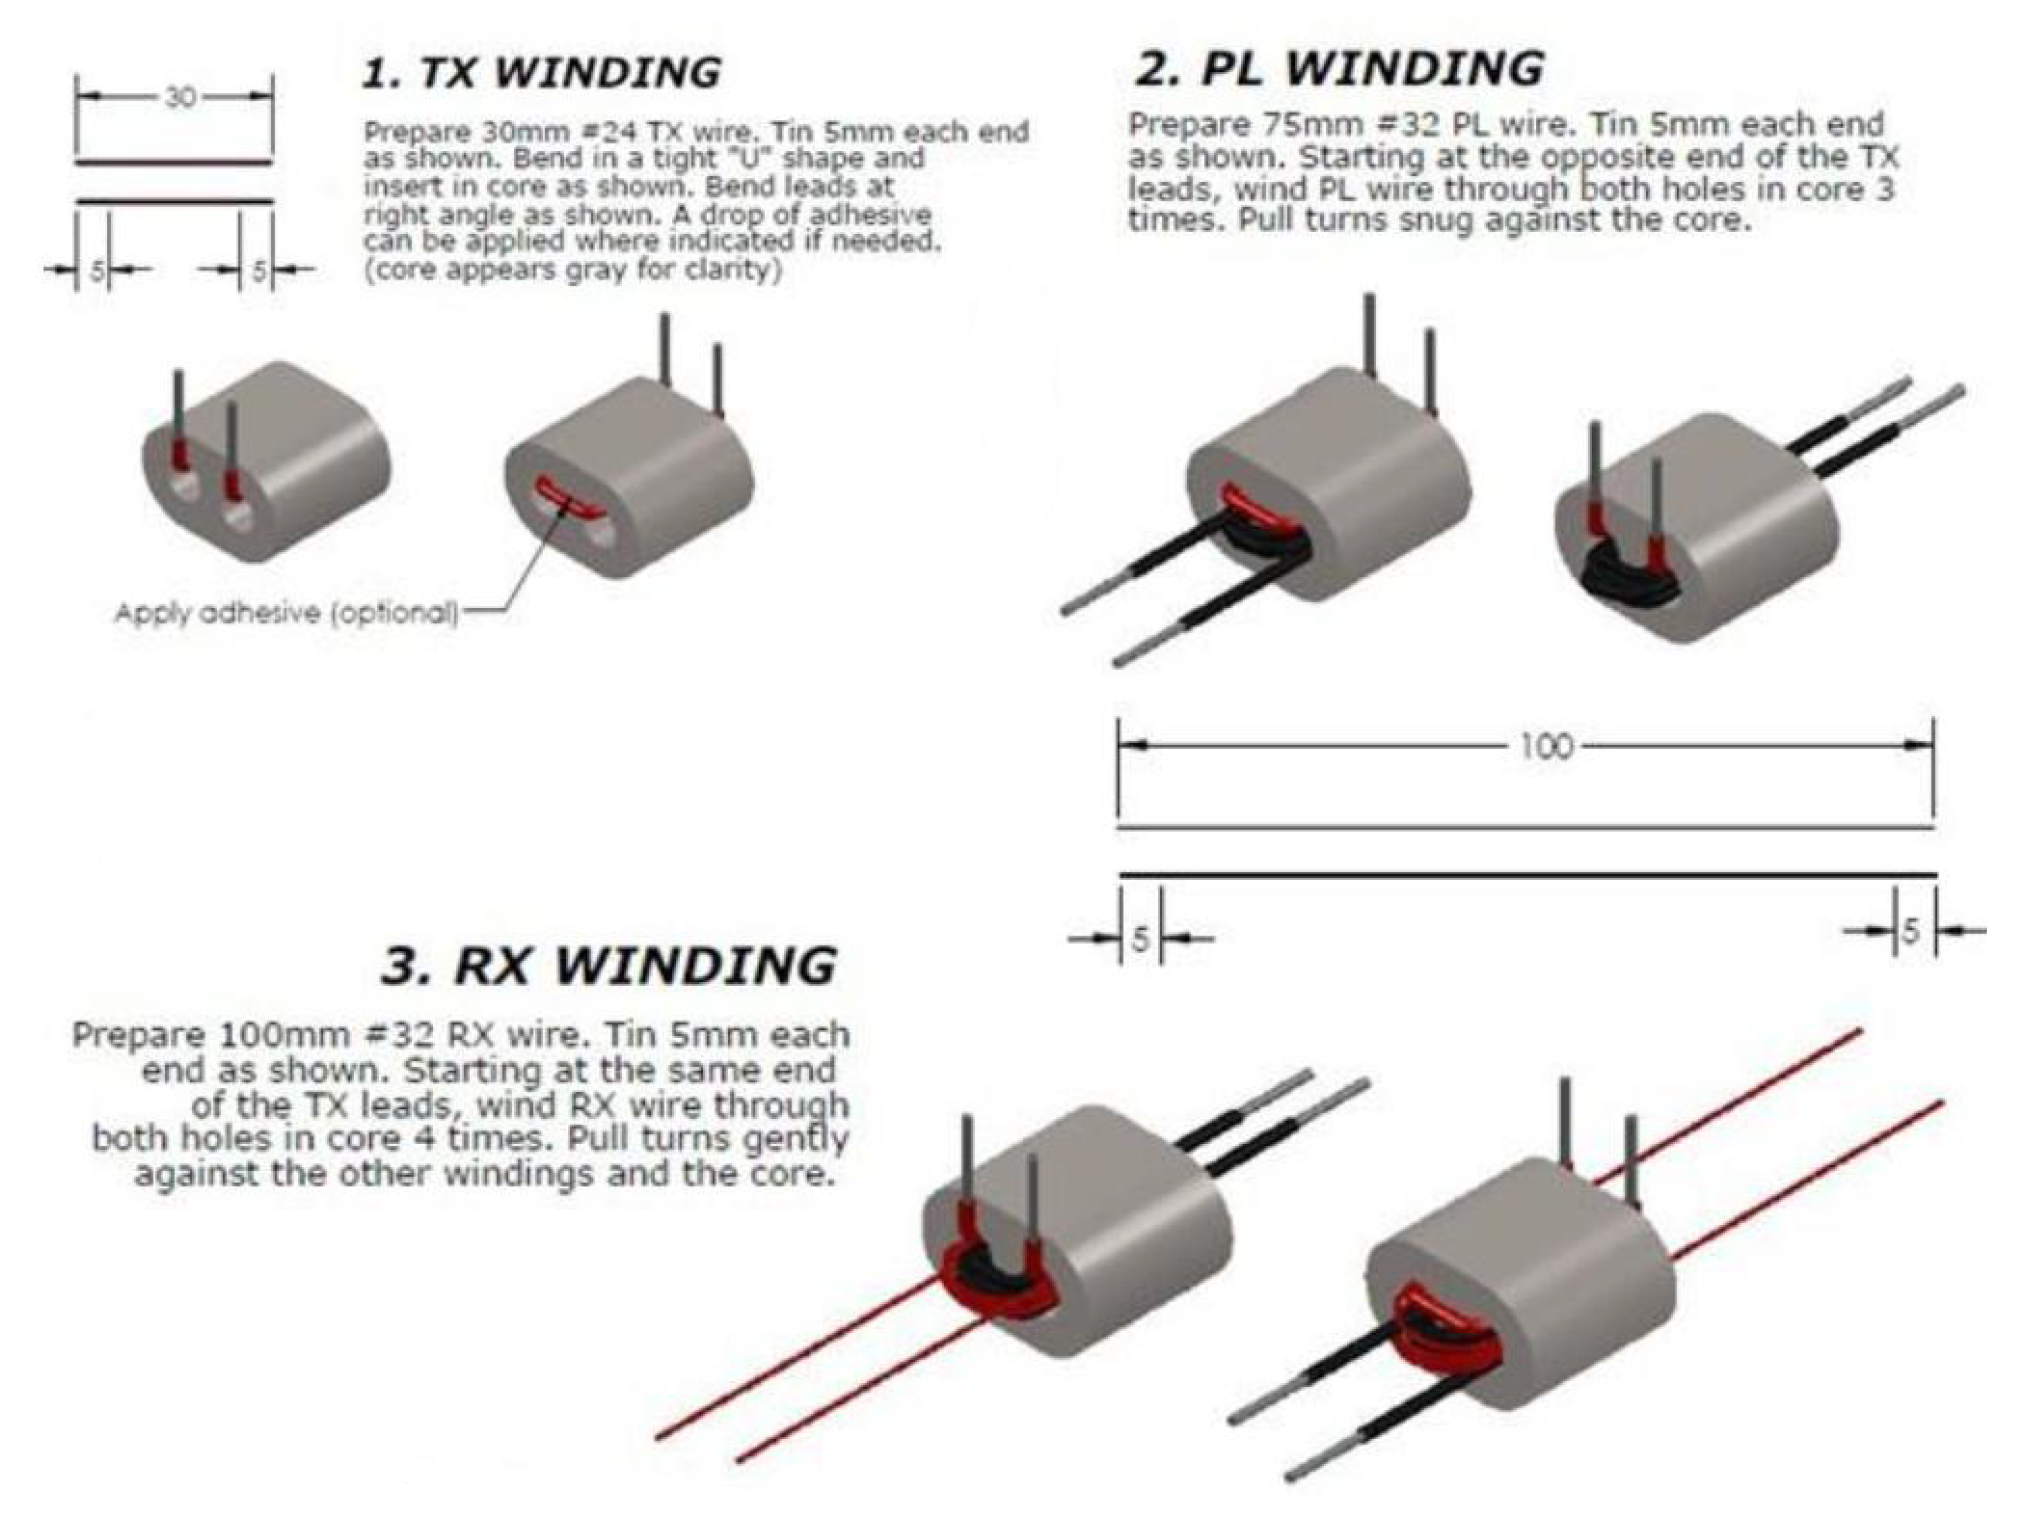 1. TX WINDING
30
Prepare 30mm #24 TX wire. Tin 5mm each end
as shown. Bend in a tight "U" shape and
insert in core as shown. Bend leads at
right angle as shown. A drop of adhesive
can be applied where indicated if needed.
(core appears gray for clarity)
5
5
Apply adhesive (optional)
2. PL WINDING
Prepare 75mm #32 PL wire. Tin 5mm each end
as shown. Starting at the opposite end of the TX
leads, wind PL wire through both holes in core 3
times. Pull turns snug against the core.
100
5
5
3. RX WINDING
Prepare 100mm #32 RX wire. Tin 5mm each
end as shown. Starting at the same end
of the TX leads, wind RX wire through
both holes in core 4 times. Pull turns gently
against the other windings and the core.